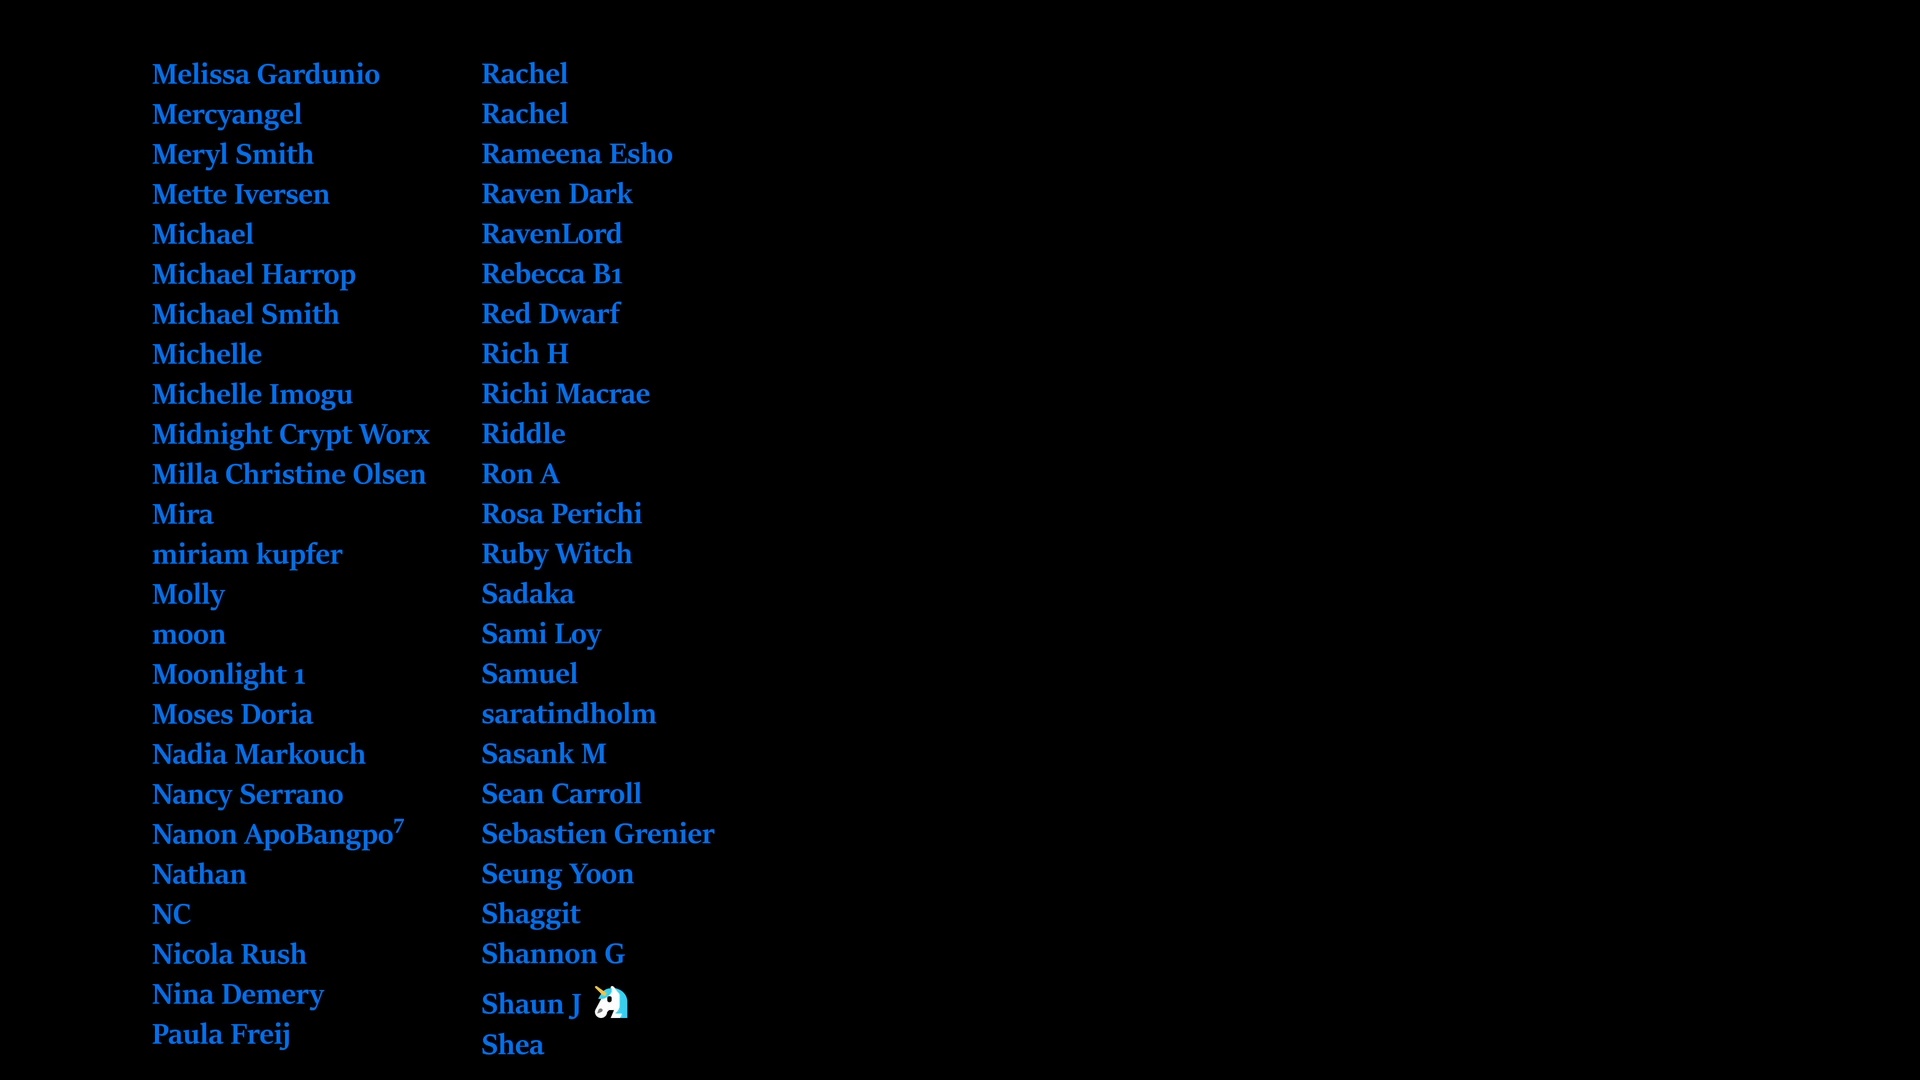 Melissa Gardunio
Mercyangel
Meryl Smith
Mette Iversen
Michael
Michael Harrop
Michael Smith
Michelle
Michelle Imogu
Midnight Crypt Worx
Milla Christine Olsen
Mira
miriam kupfer
Molly
moon
Moonlight 1
Moses Doria
Nadia Markouch
Nancy Serrano
Nanon ApoBangpo⁷
Nathan
NC
Nicola Rush
Nina Demery
Paula Freij
Rachel
Rachel
Rameena Esho
Raven Dark
RavenLord
Rebecca B1
Red Dwarf
Rich H
Richi Macrae
Riddle
Ron A
Rosa Perichi
Ruby Witch
Sadaka
Sami Loy
Samuel
saratindholm
Sasank M
Sean Carroll
Sebastien Grenier
Seung Yoon
Shaggit
Shannon G
Shaun J 🦄
Shea